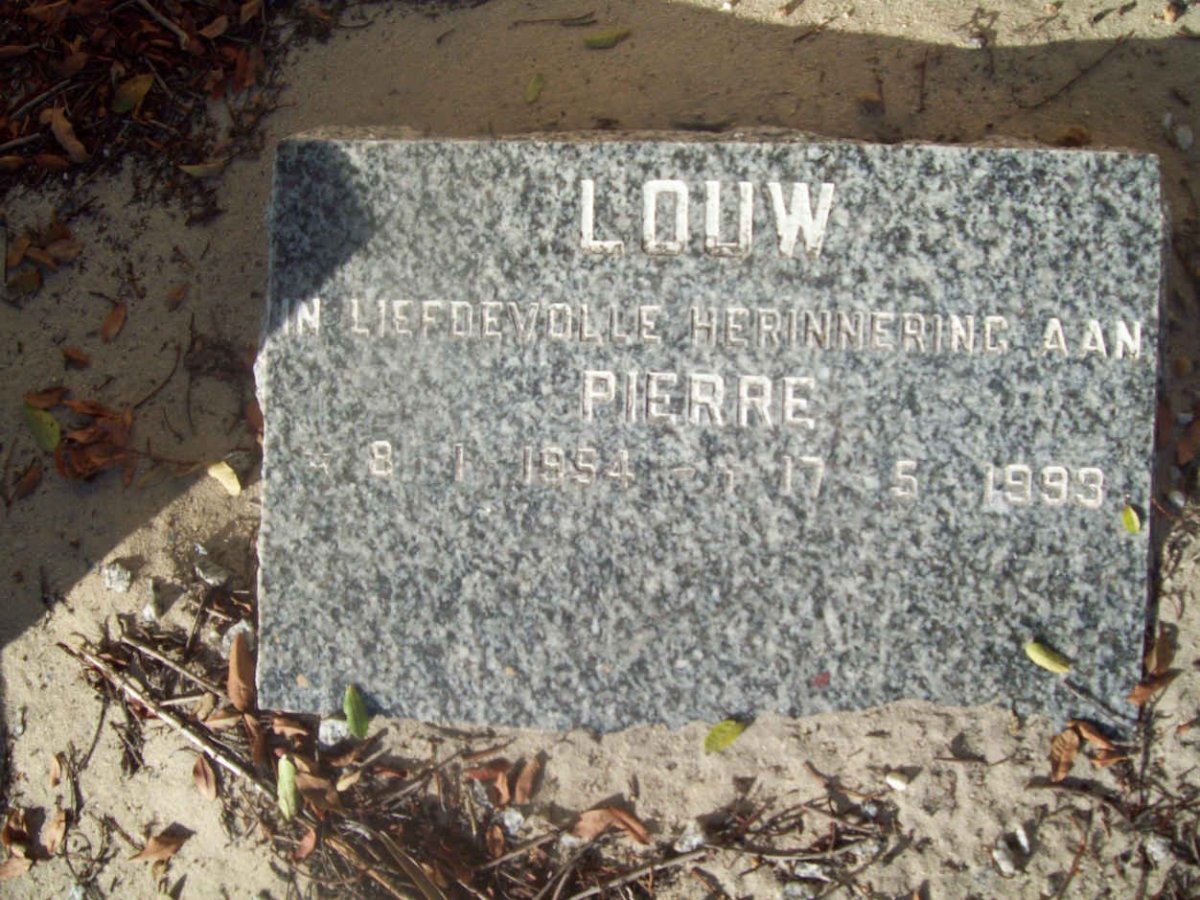 LOUW
IN LIEFDEVOLLE HERINNERING AAN
PIERRE
* 8 - 1 - 1954 - † 17 - 5 - 1993